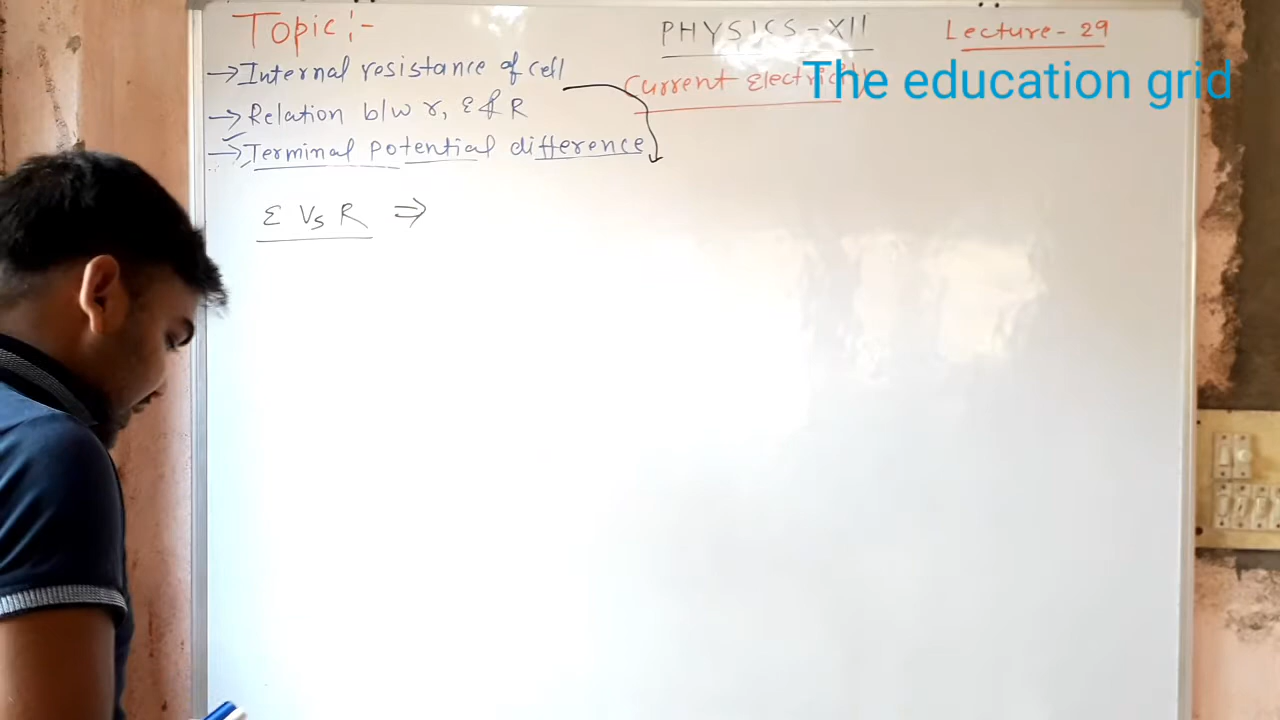 Topic:-
PHYSICS-XII
Lecture-29
→Internal resistance of cell
Current Electricity
The education grid
→Relation b/w r, ε & R
→Terminal potential difference
ε Vs R ⇒